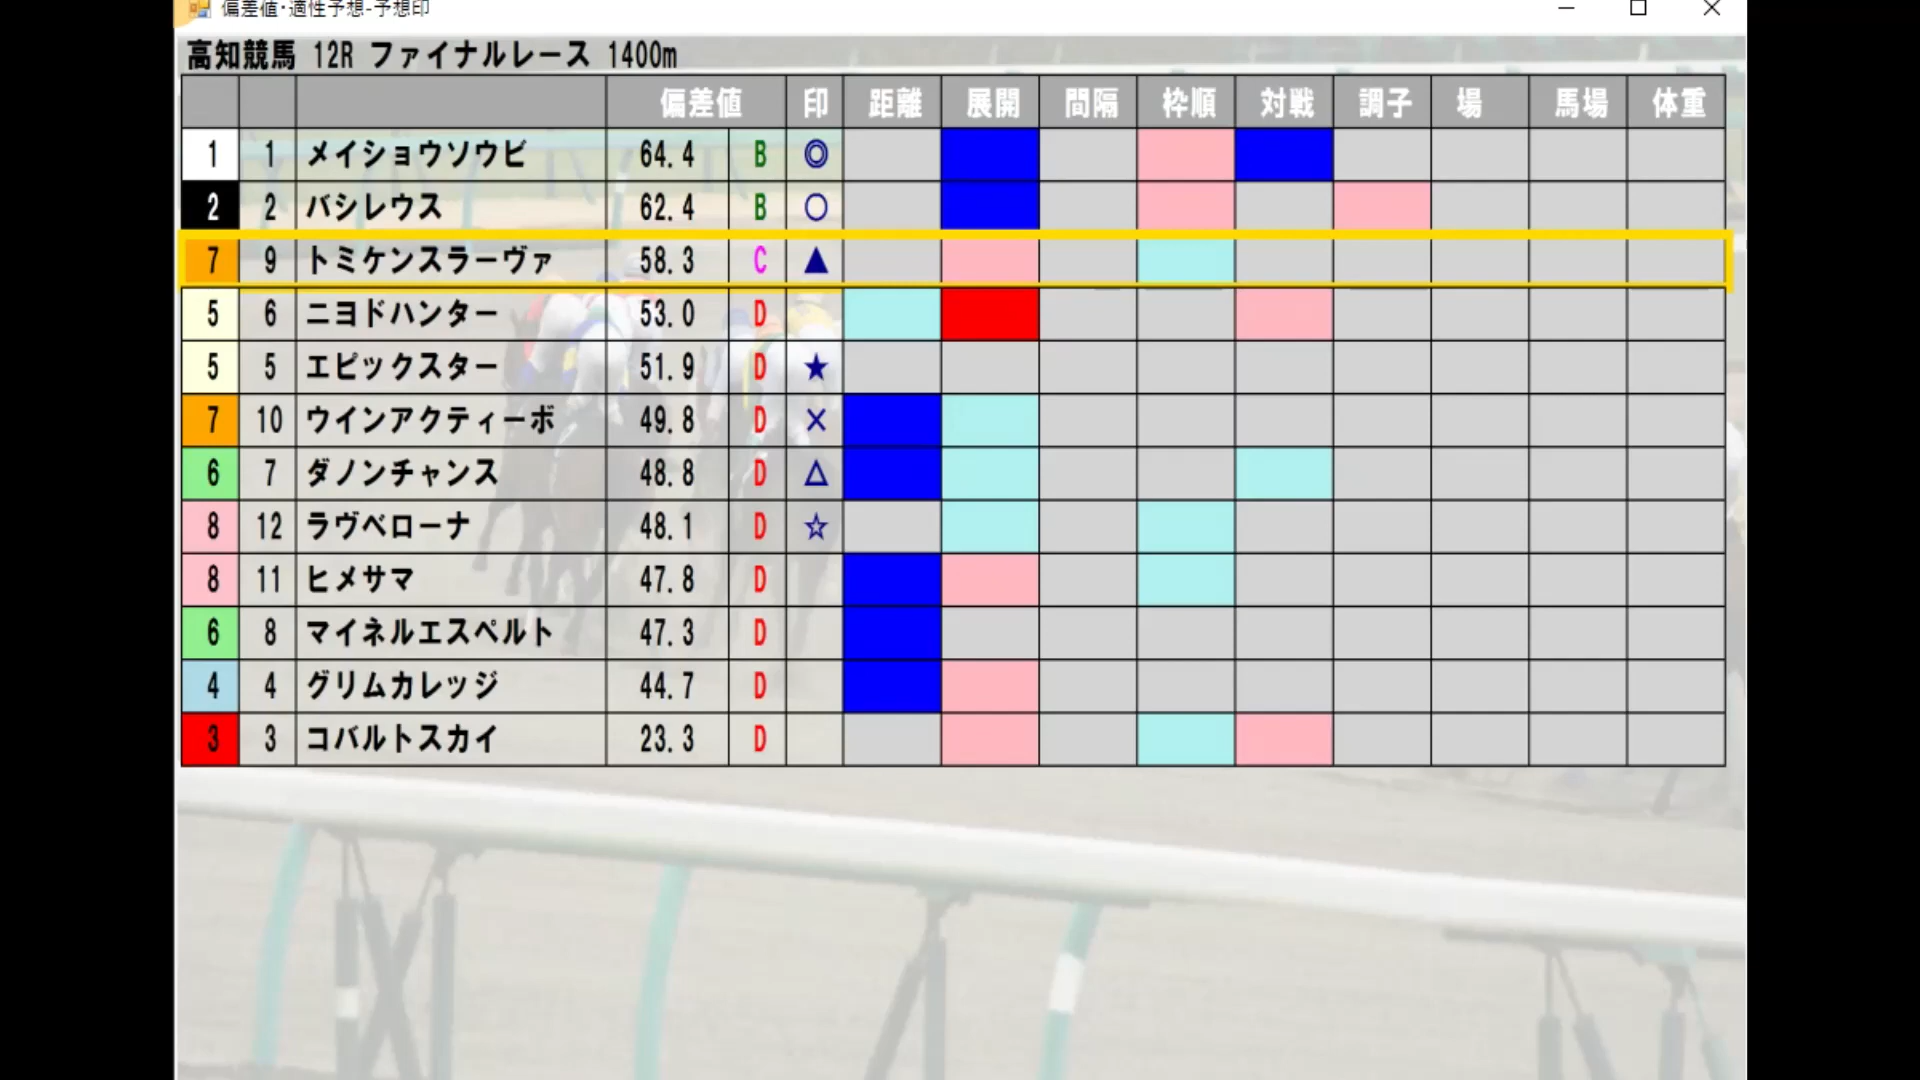 偏差値・適性予想-予想印
高知競馬 12R ファイナルレース 1400m
偏差値 印 距離 展開 間隔 枠順 対戦 調子 場 馬場 体重
1 1 メイショウソウビ 64.4 B ◎
2 2 バシレウス 62.4 B ○
7 9 トミケンスラーヴァ 58.3 C ▲
5 6 ニヨドハンター 53.0 D
5 5 エピックスター 51.9 D ★
7 10 ウインアクティーボ 49.8 D ×
6 7 ダノンチャンス 48.8 D △
8 12 ラヴベローナ 48.1 D ☆
8 11 ヒメサマ 47.8 D
6 8 マイネルエスペルト 47.3 D
4 4 グリムカレッジ 44.7 D
3 3 コバルトスカイ 23.3 D